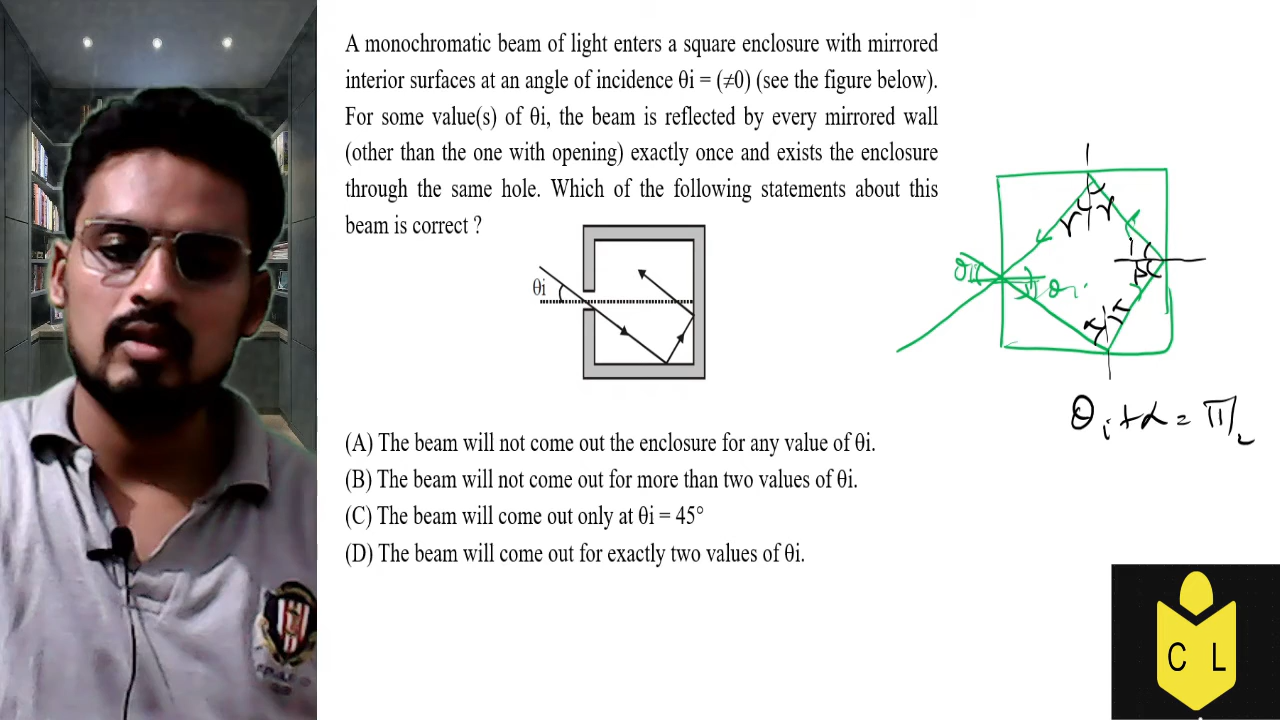 A monochromatic beam of light enters a square enclosure with mirrored
interior surfaces at an angle of incidence θi = (≠0) (see the figure below).
For some value(s) of θi, the beam is reflected by every mirrored wall
(other than the one with opening) exactly once and exists the enclosure
through the same hole. Which of the following statements about this
beam is correct ?
θi
(A) The beam will not come out the enclosure for any value of θi.
(B) The beam will not come out for more than two values of θi.
(C) The beam will come out only at θi = 45°
(D) The beam will come out for exactly two values of θi.
r r
i
θi
θi + α = π/2
C L